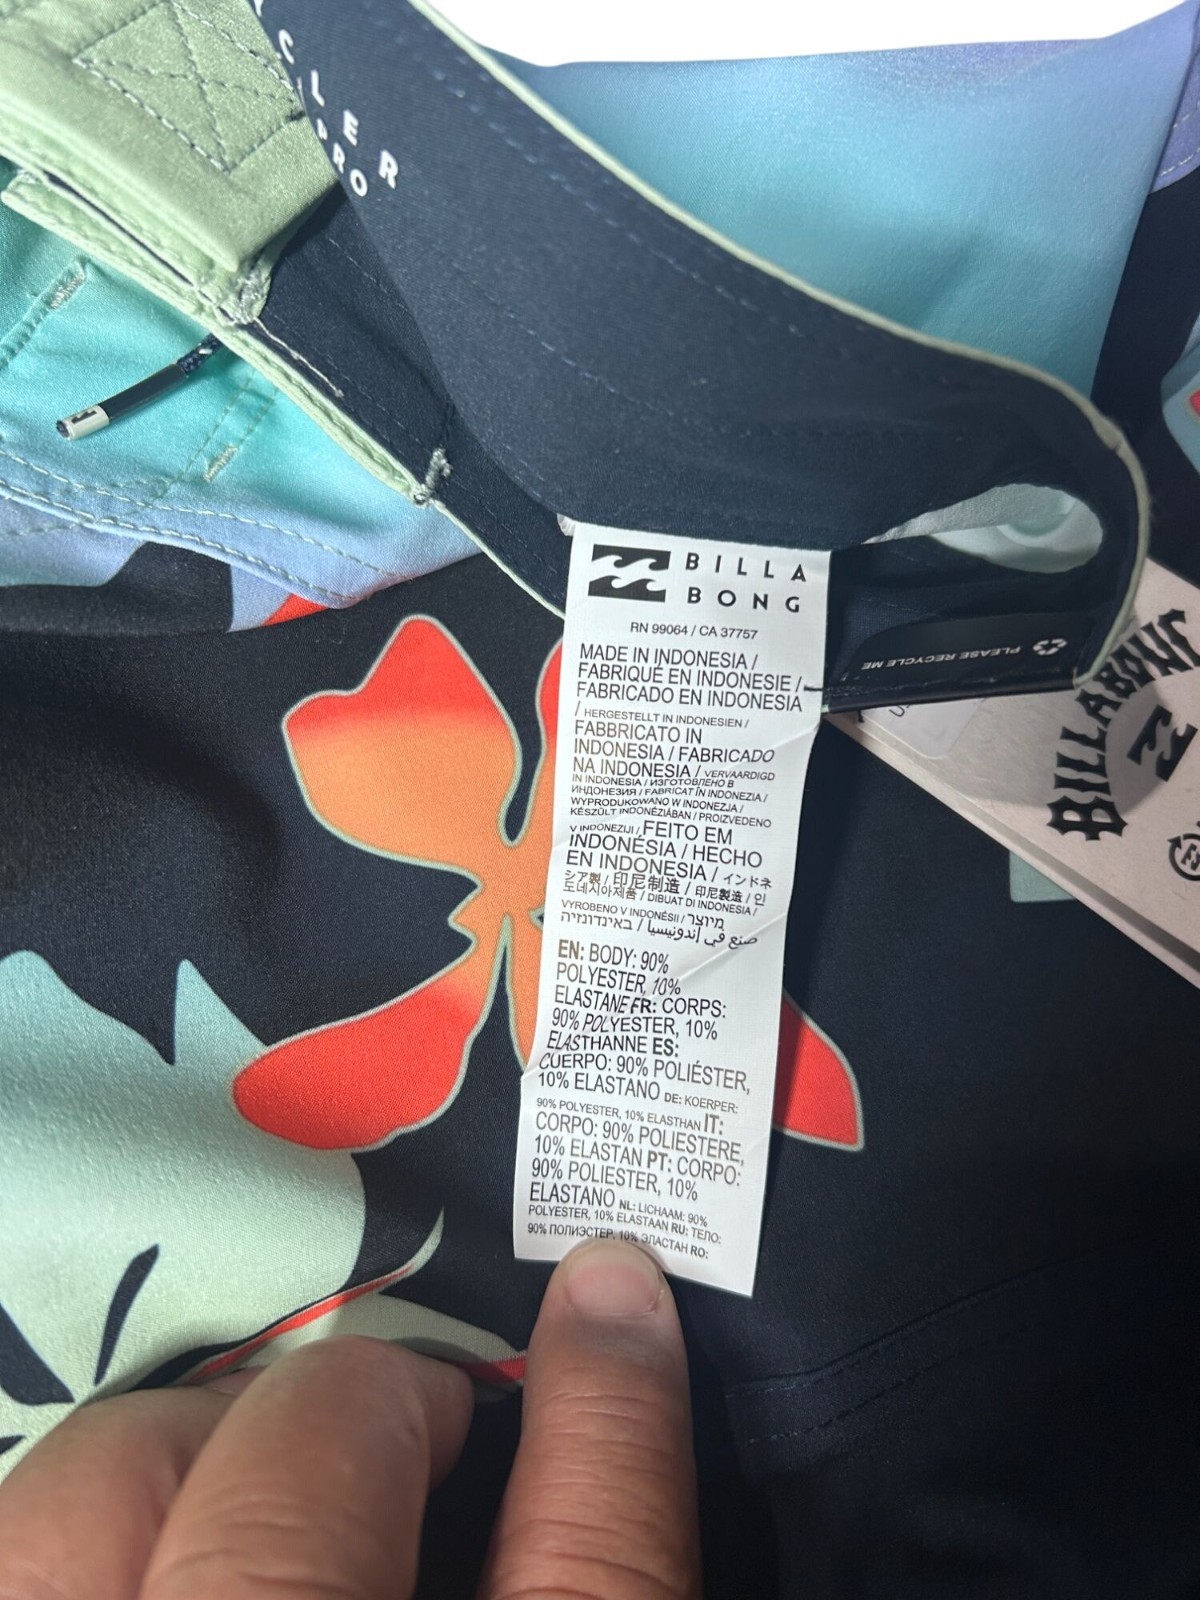 CLER
PRO
F
BILLA
BONG
RN 99064 / CA 37757
MADE IN INDONESIA /
FABRIQUÉ EN INDONESIE /
FABRICADO EN INDONESIA
/ HERGESTELLT IN INDONESIEN /
FABBRICATO IN
INDONESIA / FABRICADO
NA INDONESIA / VERVAARDIGD
IN INDONESIA / ИЗГОТОВЛЕНО В
ИНДОНЕЗИЯ / FABRICAT ÎN INDONEZIA /
WYPRODUKOWANO W INDONEZJA /
KÉSZÜLT INDONÉZIÁBAN / PROIZVEDENO
V INDONEZIJI / FEITO EM
INDONÉSIA / HECHO
EN INDONESIA / インドネ
シア製 / 印尼制造 / 印尼製造 / 인
도네시아제품 / DIBUAT DI INDONESIA /
VYROBENO V INDONÉSII / מיוצר
באינדונזיה / صنع في إندونيسيا
EN: BODY: 90%
POLYESTER, 10%
ELASTANE FR: CORPS:
90% POLYESTER, 10%
ELASTHANNE ES:
CUERPO: 90% POLIÉSTER,
10% ELASTANO DE: KOERPER:
90% POLYESTER, 10% ELASTHAN IT:
CORPO: 90% POLIESTERE,
10% ELASTAN PT: CORPO:
90% POLIESTER, 10%
ELASTANO NL: LICHAAM: 90%
POLYESTER, 10% ELASTAAN RU: ТЕЛО:
90% ПОЛИЭСТЕР, 10% ЭЛАСТАН RO:
PLEASE RECYCLE ME
BILLABONG